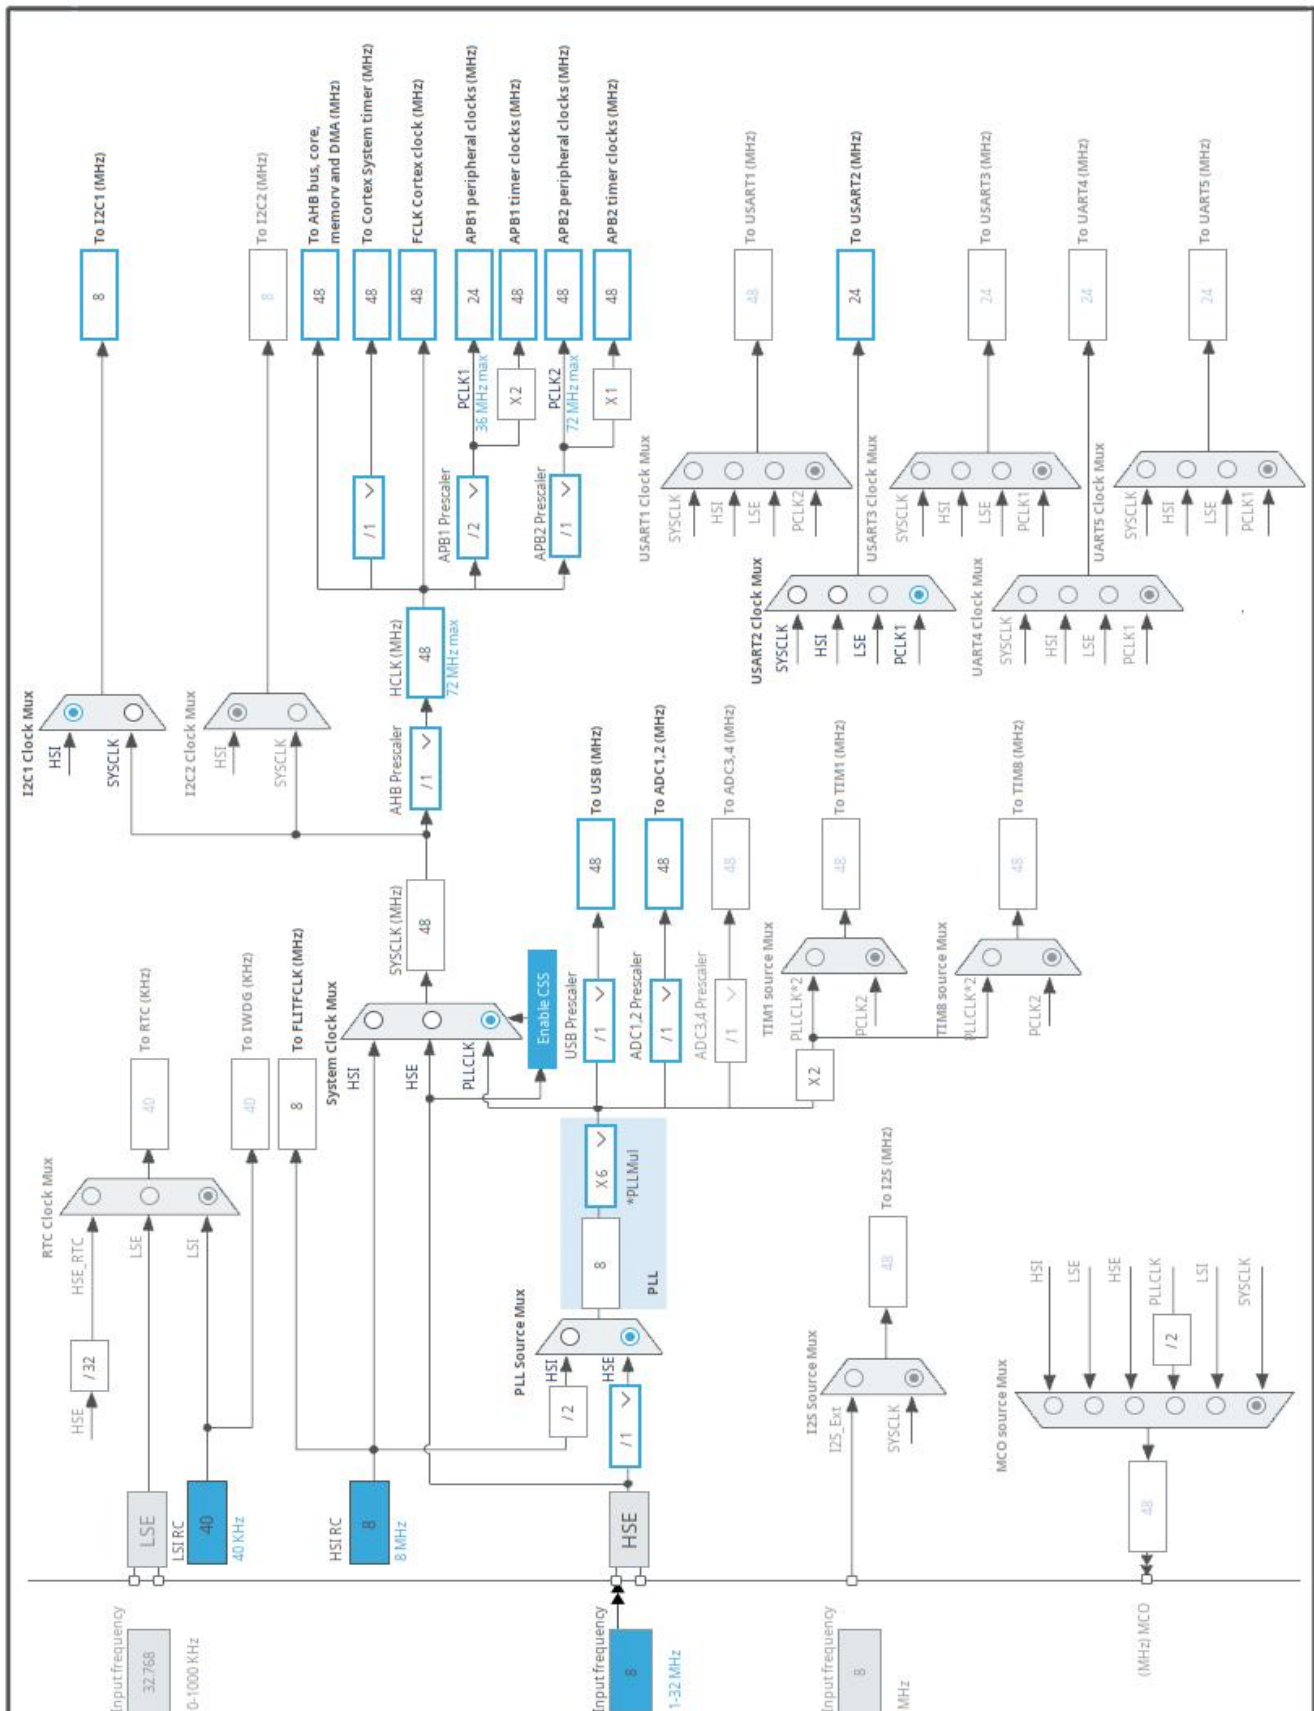 Input frequency
32.768
0-1000 KHz
LSE
LSI RC
40
40 KHz
HSE
/ 32
HSE_RTC
LSE
LSI
RTC Clock Mux
40
To RTC (KHz)
40
To IWDG (KHz)
8
To FLITFCLK (MHz)
HSI RC
8
8 MHz
I2C1 Clock Mux
HSI
SYSCLK
8
To I2C1 (MHz)
I2C2 Clock Mux
HSI
SYSCLK
8
To I2C2 (MHz)
System Clock Mux
HSI
HSE
PLLCLK
Enable CSS
SYSCLK (MHz)
48
AHB Prescaler
/ 1
HCLK (MHz)
48
72 MHz max
48
To AHB bus, core,
memory and DMA (MHz)
/ 1
48
To Cortex System timer (MHz)
48
FCLK Cortex clock (MHz)
APB1 Prescaler
/ 2
PCLK1
36 MHz max
24
APB1 peripheral clocks (MHz)
X 2
48
APB1 timer clocks (MHz)
APB2 Prescaler
/ 1
PCLK2
72 MHz max
48
APB2 peripheral clocks (MHz)
X 1
48
APB2 timer clocks (MHz)
Input frequency
8
1-32 MHz
HSE
/ 2
/ 1
PLL Source Mux
HSI
HSE
8
X 6
*PLLMul
PLL
USB Prescaler
/ 1
48
To USB (MHz)
ADC1,2 Prescaler
/ 1
48
To ADC1,2 (MHz)
ADC3,4 Prescaler
/ 1
48
To ADC3,4 (MHz)
X 2
TIM1 source Mux
PLLCLK*2
PCLK2
48
To TIM1 (MHz)
TIM8 source Mux
PLLCLK*2
PCLK2
48
To TIM8 (MHz)
USART1 Clock Mux
SYSCLK
HSI
LSE
PCLK2
48
To USART1 (MHz)
USART2 Clock Mux
SYSCLK
HSI
LSE
PCLK1
24
To USART2 (MHz)
USART3 Clock Mux
SYSCLK
HSI
LSE
PCLK1
24
To USART3 (MHz)
UART4 Clock Mux
SYSCLK
HSI
LSE
PCLK1
24
To UART4 (MHz)
UART5 Clock Mux
SYSCLK
HSI
LSE
PCLK1
24
To UART5 (MHz)
Input frequency
8
MHz
I2S Source Mux
I2S_Ext
SYSCLK
48
To I2S (MHz)
MCO source Mux
HSI
LSE
HSE
PLLCLK
/ 2
LSI
SYSCLK
48
(MHz) MCO